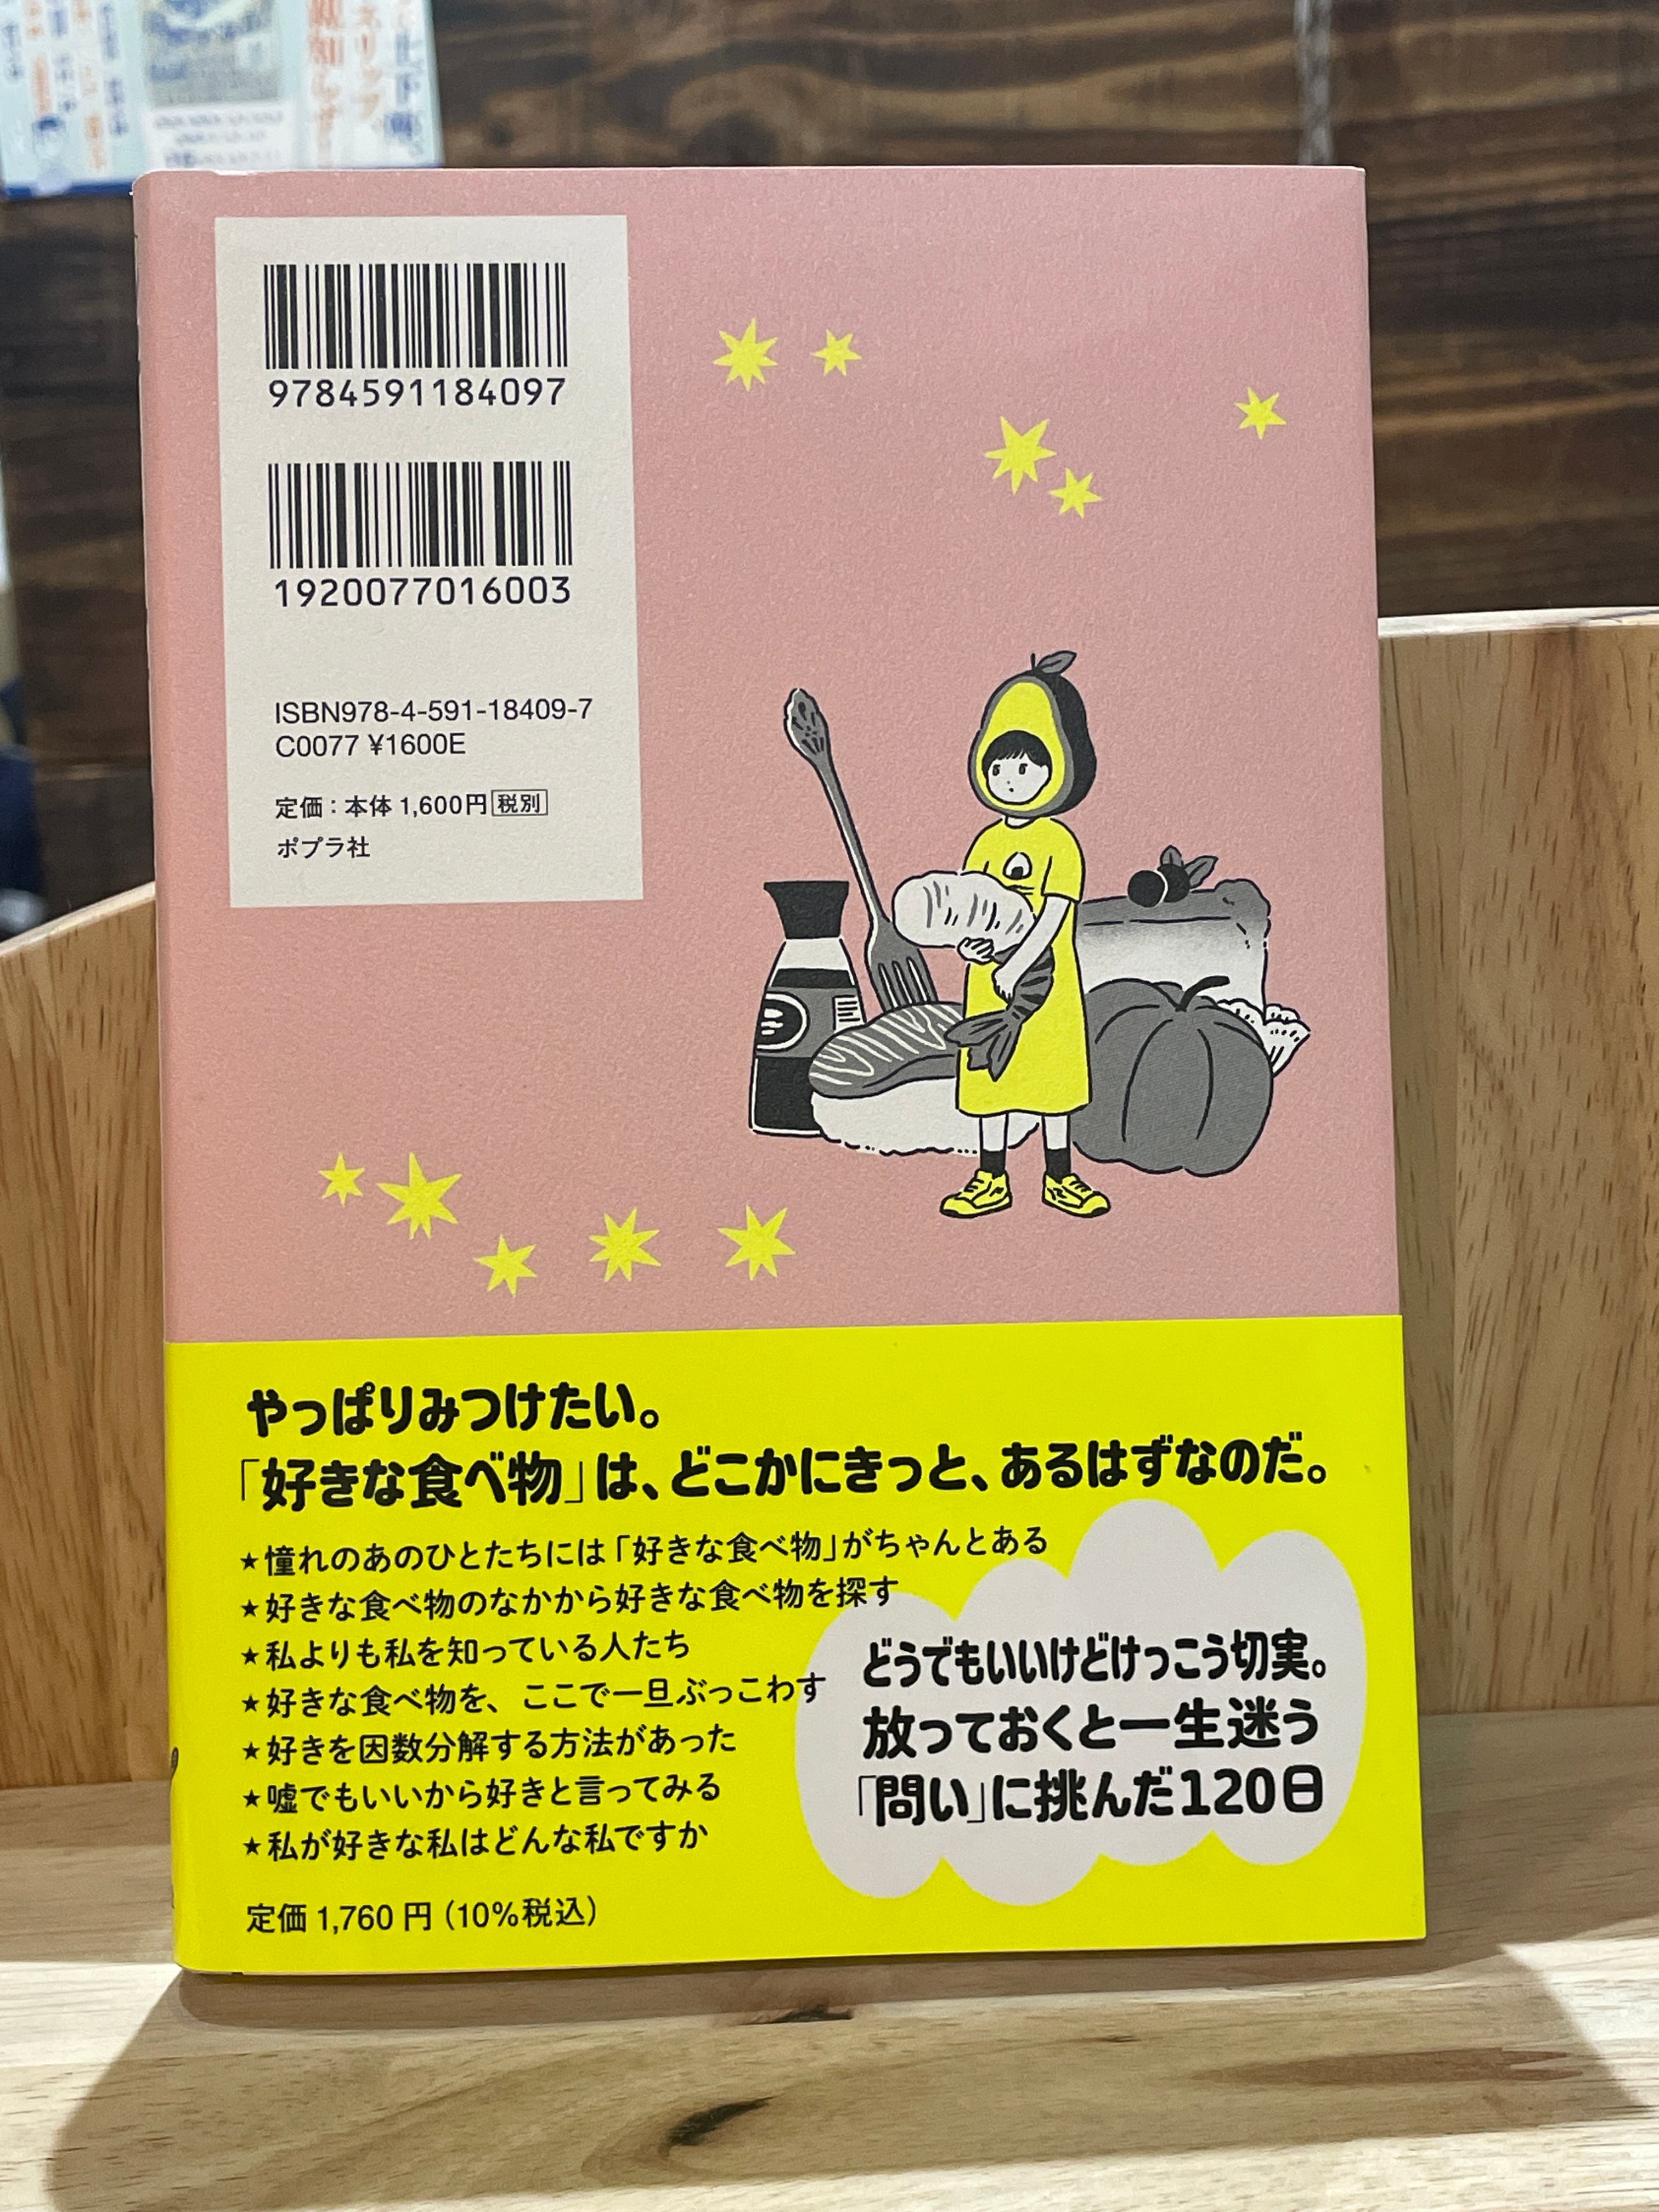 9784591184097
1920077016003
ISBN978-4-591-18409-7
C0077 ¥1600E
定価：本体 1,600円 税別
ポプラ社
やっぱりみつけたい。
「好きな食べ物」は、どこかにきっと、あるはずなのだ。
★憧れのあのひとたちには「好きな食べ物」がちゃんとある
★好きな食べ物のなかから好きな食べ物を探す
★私よりも私を知っている人たち
★好きな食べ物を、ここで一旦ぶっこわす
★好きを因数分解する方法があった
★嘘でもいいから好きと言ってみる
★私が好きな私はどんな私ですか
どうでもいいけどけっこう切実。
放っておくと一生迷う
「問い」に挑んだ120日
定価 1,760 円（10%税込）